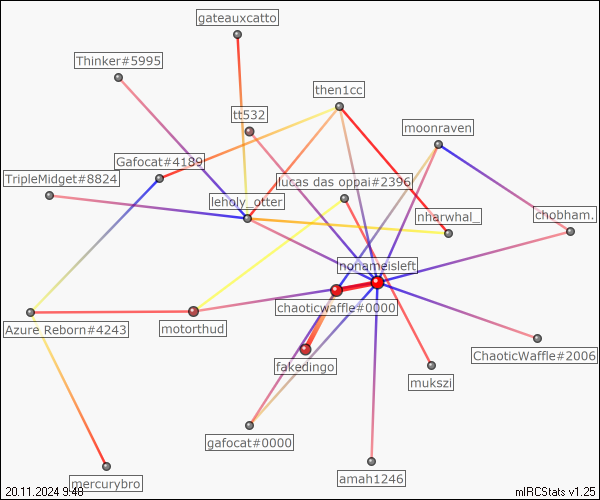 gateauxcatto
Thinker#5995
then1cc
tt532
moonraven
Gafocat#4189
TripleMidget#8824
lucas das oppai#2396
leholy_otter
nharwhal_
chobham.
nonameisleft
chaoticwaffle#0000
Azure Reborn#4243
motorthud
ChaoticWaffle#2006
fakedingo
mukszi
gafocat#0000
amah1246
mercurybro
20.11.2024 9:48
mIRCStats v1.25